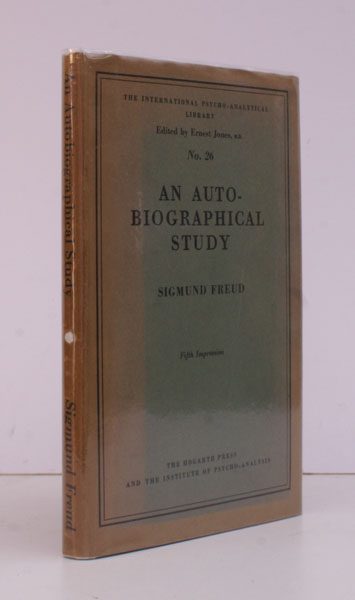 THE INTERNATIONAL PSYCHO-ANALYTICAL
LIBRARY
Edited by Ernest Jones, M.D.
No. 26
AN AUTO-
BIOGRAPHICAL
STUDY
SIGMUND FREUD
Fifth Impression
THE HOGARTH PRESS
AND THE INSTITUTE OF PSYCHO-ANALYSIS
An Autobiographical Study
Sigmund Freud